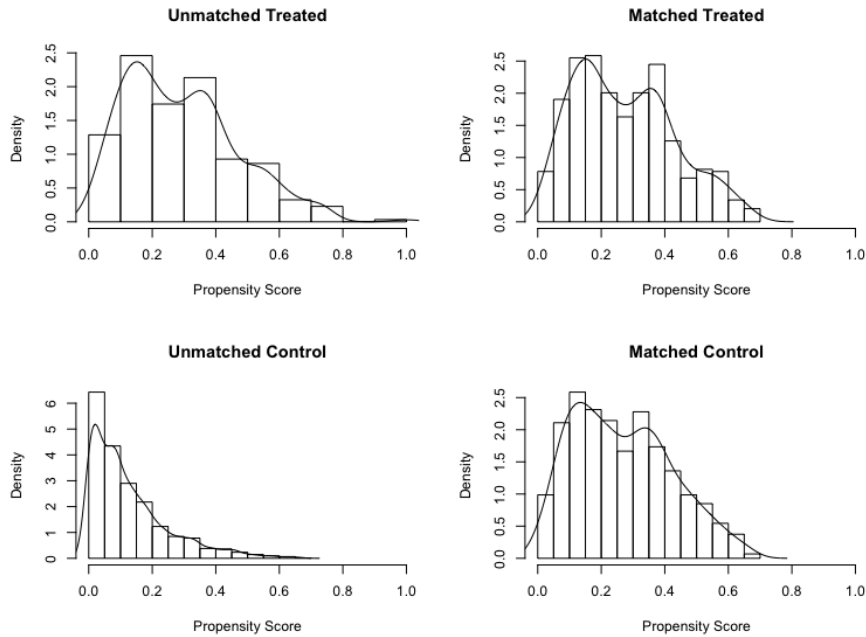 Unmatched Treated
Density
0.0 0.5 1.0 1.5 2.0 2.5
0.0 0.2 0.4 0.6 0.8 1.0
Propensity Score
Matched Treated
Density
0.0 0.5 1.0 1.5 2.0 2.5
0.0 0.2 0.4 0.6 0.8 1.0
Propensity Score
Unmatched Control
Density
0 1 2 3 4 5 6
0.0 0.2 0.4 0.6 0.8 1.0
Propensity Score
Matched Control
Density
0.0 0.5 1.0 1.5 2.0 2.5
0.0 0.2 0.4 0.6 0.8 1.0
Propensity Score